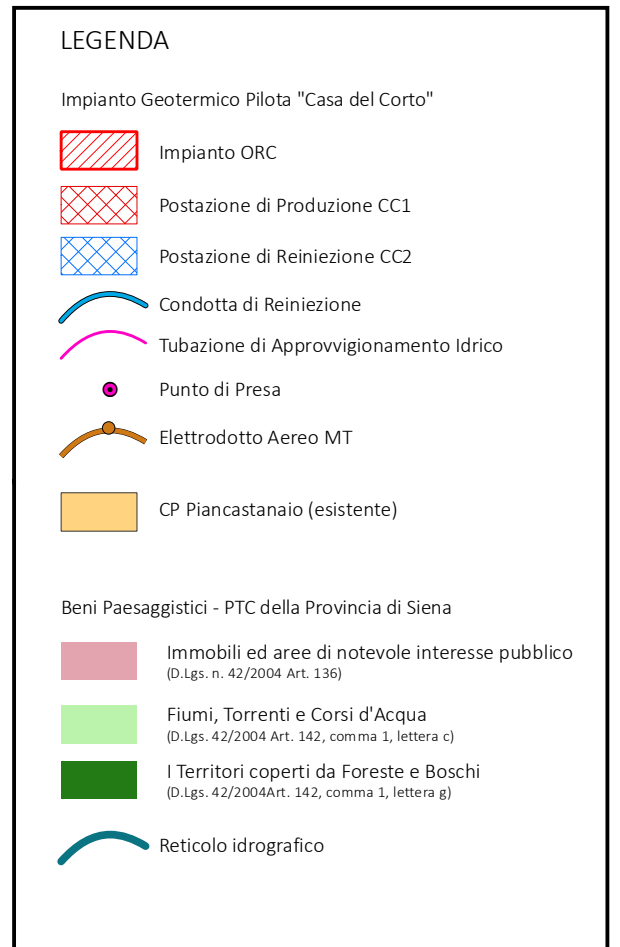 LEGENDA
Impianto Geotermico Pilota "Casa del Corto"
Impianto ORC
Postazione di Produzione CC1
Postazione di Reiniezione CC2
Condotta di Reiniezione
Tubazione di Approvvigionamento Idrico
Punto di Presa
Elettrodotto Aereo MT
CP Piancastanaio (esistente)
Beni Paesaggistici - PTC della Provincia di Siena
Immobili ed aree di notevole interesse pubblico
(D.Lgs. n. 42/2004 Art. 136)
Fiumi, Torrenti e Corsi d'Acqua
(D.Lgs. 42/2004 Art. 142, comma 1, lettera c)
I Territori coperti da Foreste e Boschi
(D.Lgs. 42/2004Art. 142, comma 1, lettera g)
Reticolo idrografico